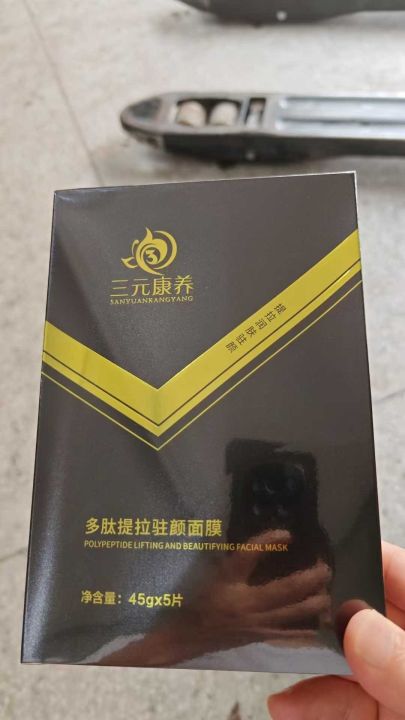 三元康养
SANYUANKANGYANG
提拉润肤驻颜
多肽提拉驻颜面膜
POLYPEPTIDE LIFTING AND BEAUTIFYING FACIAL MASK
净含量：45gx5片